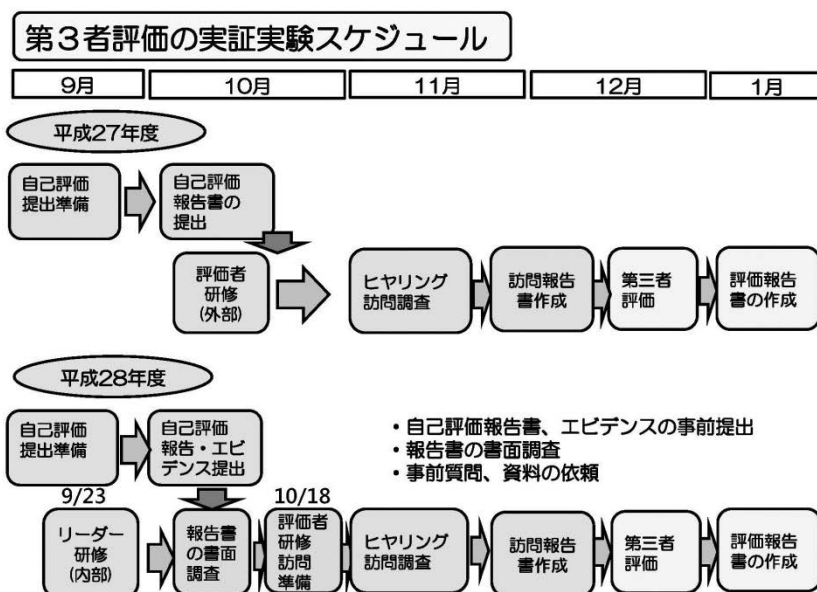 第3者評価の実証実験スケジュール
9月
10月
11月
12月
1月
平成27年度
自己評価
提出準備
自己評価
報告書の
提出
評価者
研修
(外部)
ヒヤリング
訪問調査
訪問報告
書作成
第三者
評価
評価報告
書の作成
平成28年度
自己評価
提出準備
自己評価
報告・エビ
デンス提出
・自己評価報告書、エビデンスの事前提出
・報告書の書面調査
・事前質問、資料の依頼
9/23
リーダー
研修
(内部)
報告書
の書面
調査
10/18
評価者
研修
訪問
準備
ヒヤリング
訪問調査
訪問報告
書作成
第三者
評価
評価報告
書の作成